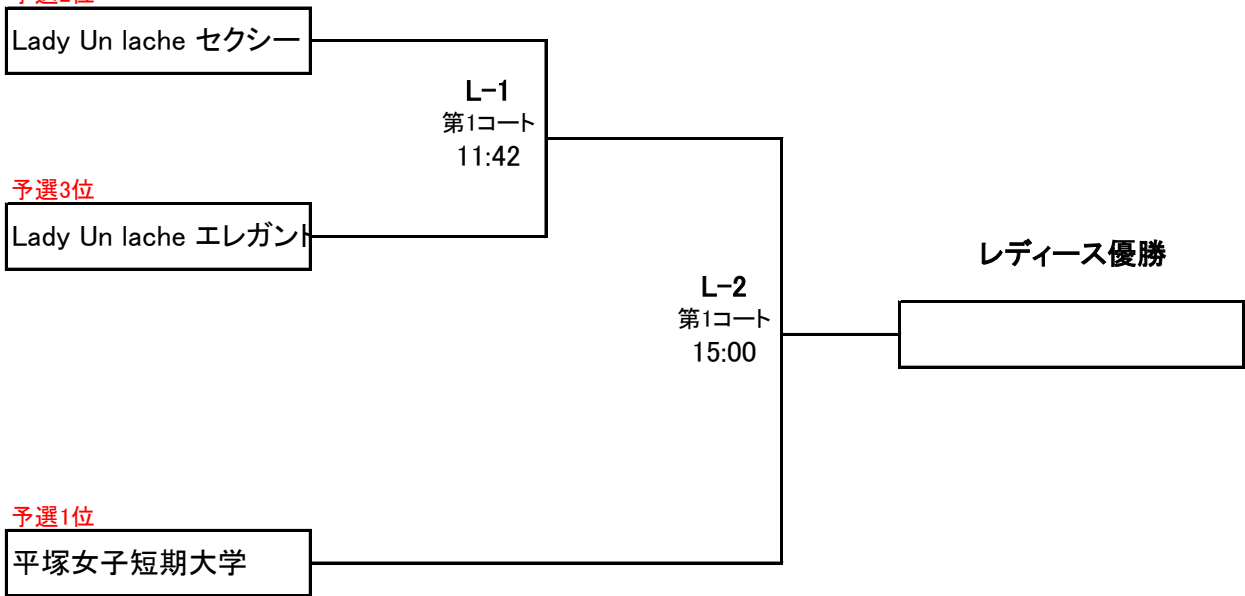 Lady Un lache セクシー
L-1
第1コート
11:42
予選3位
Lady Un lache エレガント
レディース優勝
L-2
第1コート
15:00
予選1位
平塚女子短期大学